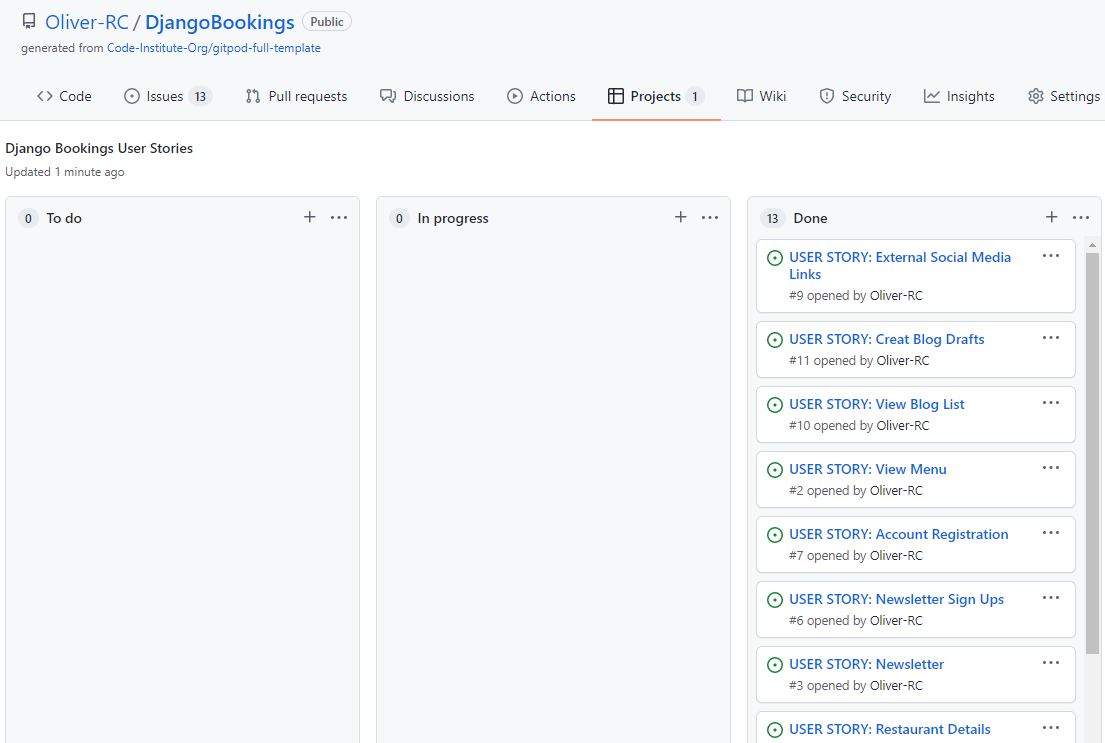 Oliver-RC / DjangoBookings Public
generated from Code-Institute-Org/gitpod-full-template
Code Issues 13 Pull requests Discussions Actions Projects 1 Wiki Security Insights Settings
Django Bookings User Stories
Updated 1 minute ago
0 To do
0 In progress
13 Done
USER STORY: External Social Media
Links
#9 opened by Oliver-RC
USER STORY: Creat Blog Drafts
#11 opened by Oliver-RC
USER STORY: View Blog List
#10 opened by Oliver-RC
USER STORY: View Menu
#2 opened by Oliver-RC
USER STORY: Account Registration
#7 opened by Oliver-RC
USER STORY: Newsletter Sign Ups
#6 opened by Oliver-RC
USER STORY: Newsletter
#3 opened by Oliver-RC
USER STORY: Restaurant Details